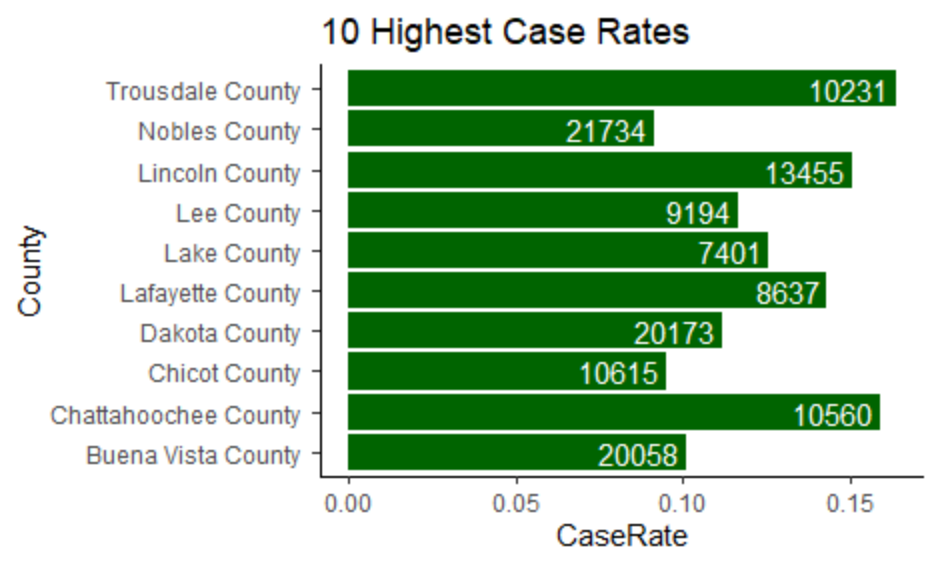 10 Highest Case Rates
Trousdale County 10231
Nobles County 21734
Lincoln County 13455
Lee County 9194
Lake County 7401
Lafayette County 8637
Dakota County 20173
Chicot County 10615
Chattahoochee County 10560
Buena Vista County 20058
County
0.00 0.05 0.10 0.15
CaseRate